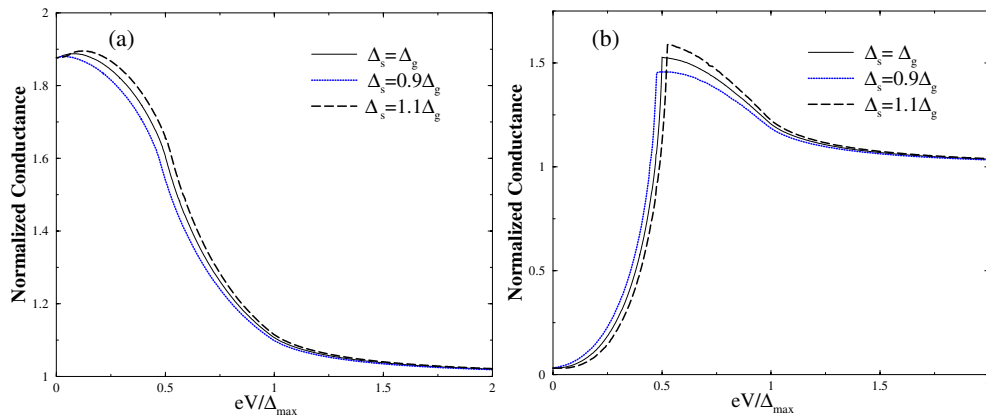 (a)
Δs= Δg
Δs=0.9Δg
Δs=1.1Δg
Normalized Conductance
2
1.8
1.6
1.4
1.2
1
0
0.5
1
1.5
2
eV/Δmax
(b)
Δs= Δg
Δs=0.9Δg
Δs=1.1Δg
Normalized Conductance
1.5
1
0.5
0
0
0.5
1
1.5
eV/Δmax